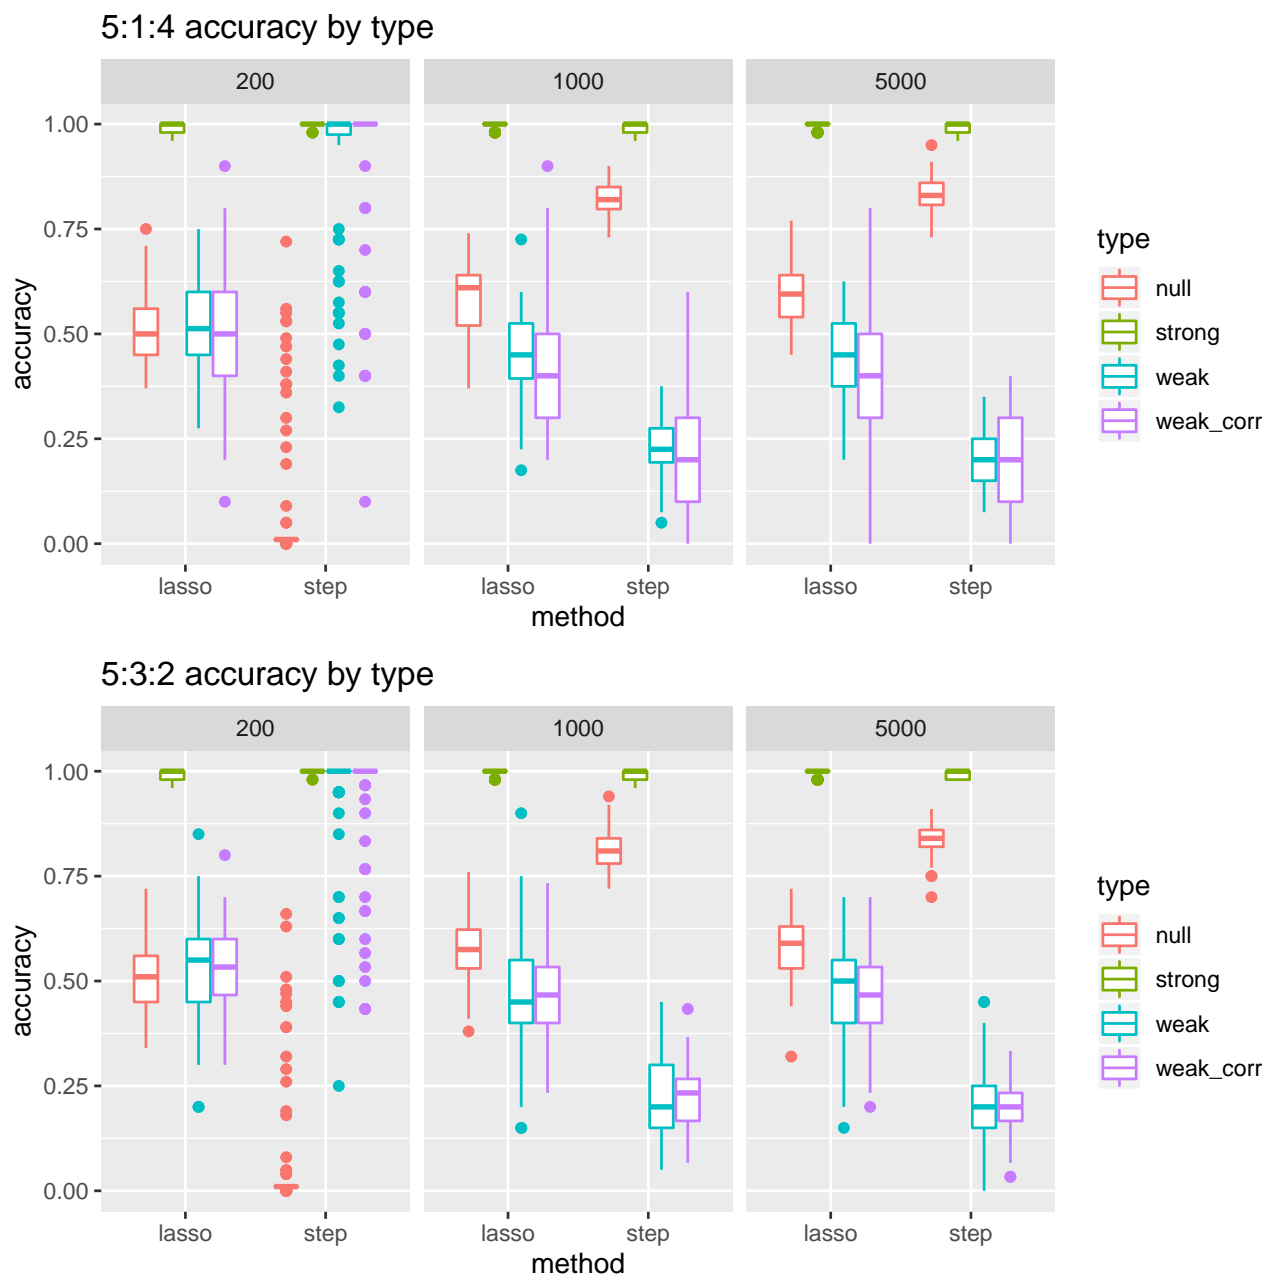 5:1:4 accuracy by type
200 1000 5000
1.00
0.75
0.50
0.25
0.00
accuracy
lasso step lasso step lasso step
method
type
null
strong
weak
weak_corr
5:3:2 accuracy by type
200 1000 5000
1.00
0.75
0.50
0.25
0.00
accuracy
lasso step lasso step lasso step
method
type
null
strong
weak
weak_corr